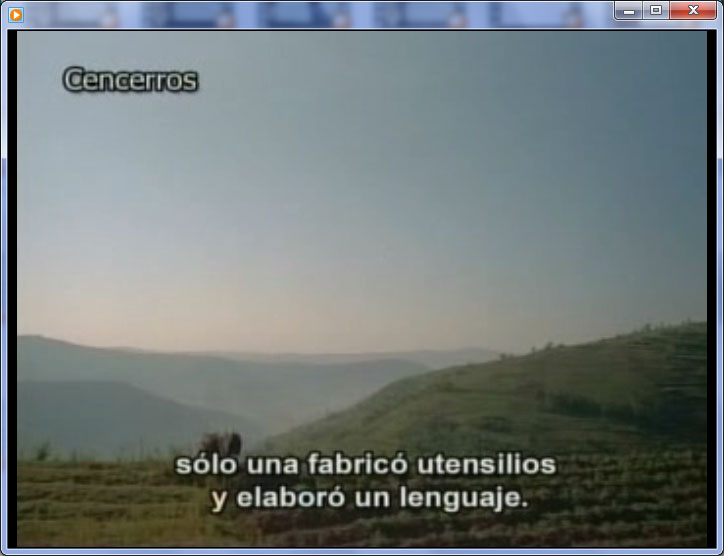 Cencerros
sólo una fabricó utensilios
y elaboró un lenguaje.